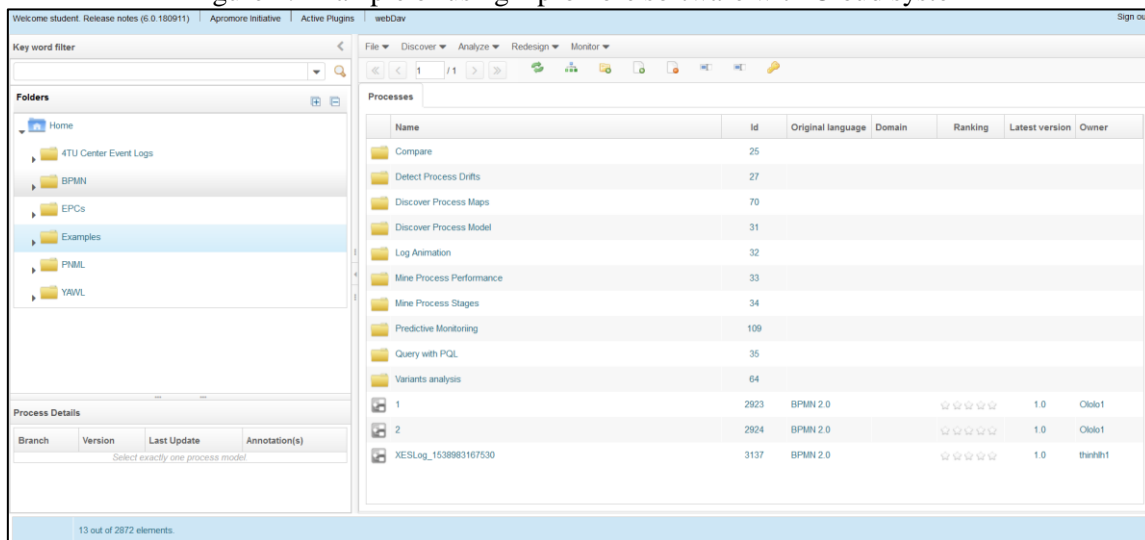 Welcome student. Release notes (6.0.180911) Apromore Initiative Active Plugins webDav Sign ou
Key word filter
File Discover Analyze Redesign Monitor
1 /1
Folders
Processes
Home
4TU Center Event Logs
BPMN
EPCs
Examples
PNML
YAWL
Name Id Original language Domain Ranking Latest version Owner
Compare 25
Detect Process Drifts 27
Discover Process Maps 70
Discover Process Model 31
Log Animation 32
Mine Process Performance 33
Mine Process Stages 34
Predictive Monitoriing 109
Query with PQL 35
Variants analysis 64
1 2923 BPMN 2.0 1.0 Ololo1
2 2924 BPMN 2.0 1.0 Ololo1
XESLog_1538983167530 3137 BPMN 2.0 1.0 thinhlh1
Process Details
Branch Version Last Update Annotation(s)
Select exactly one process model.
13 out of 2872 elements.